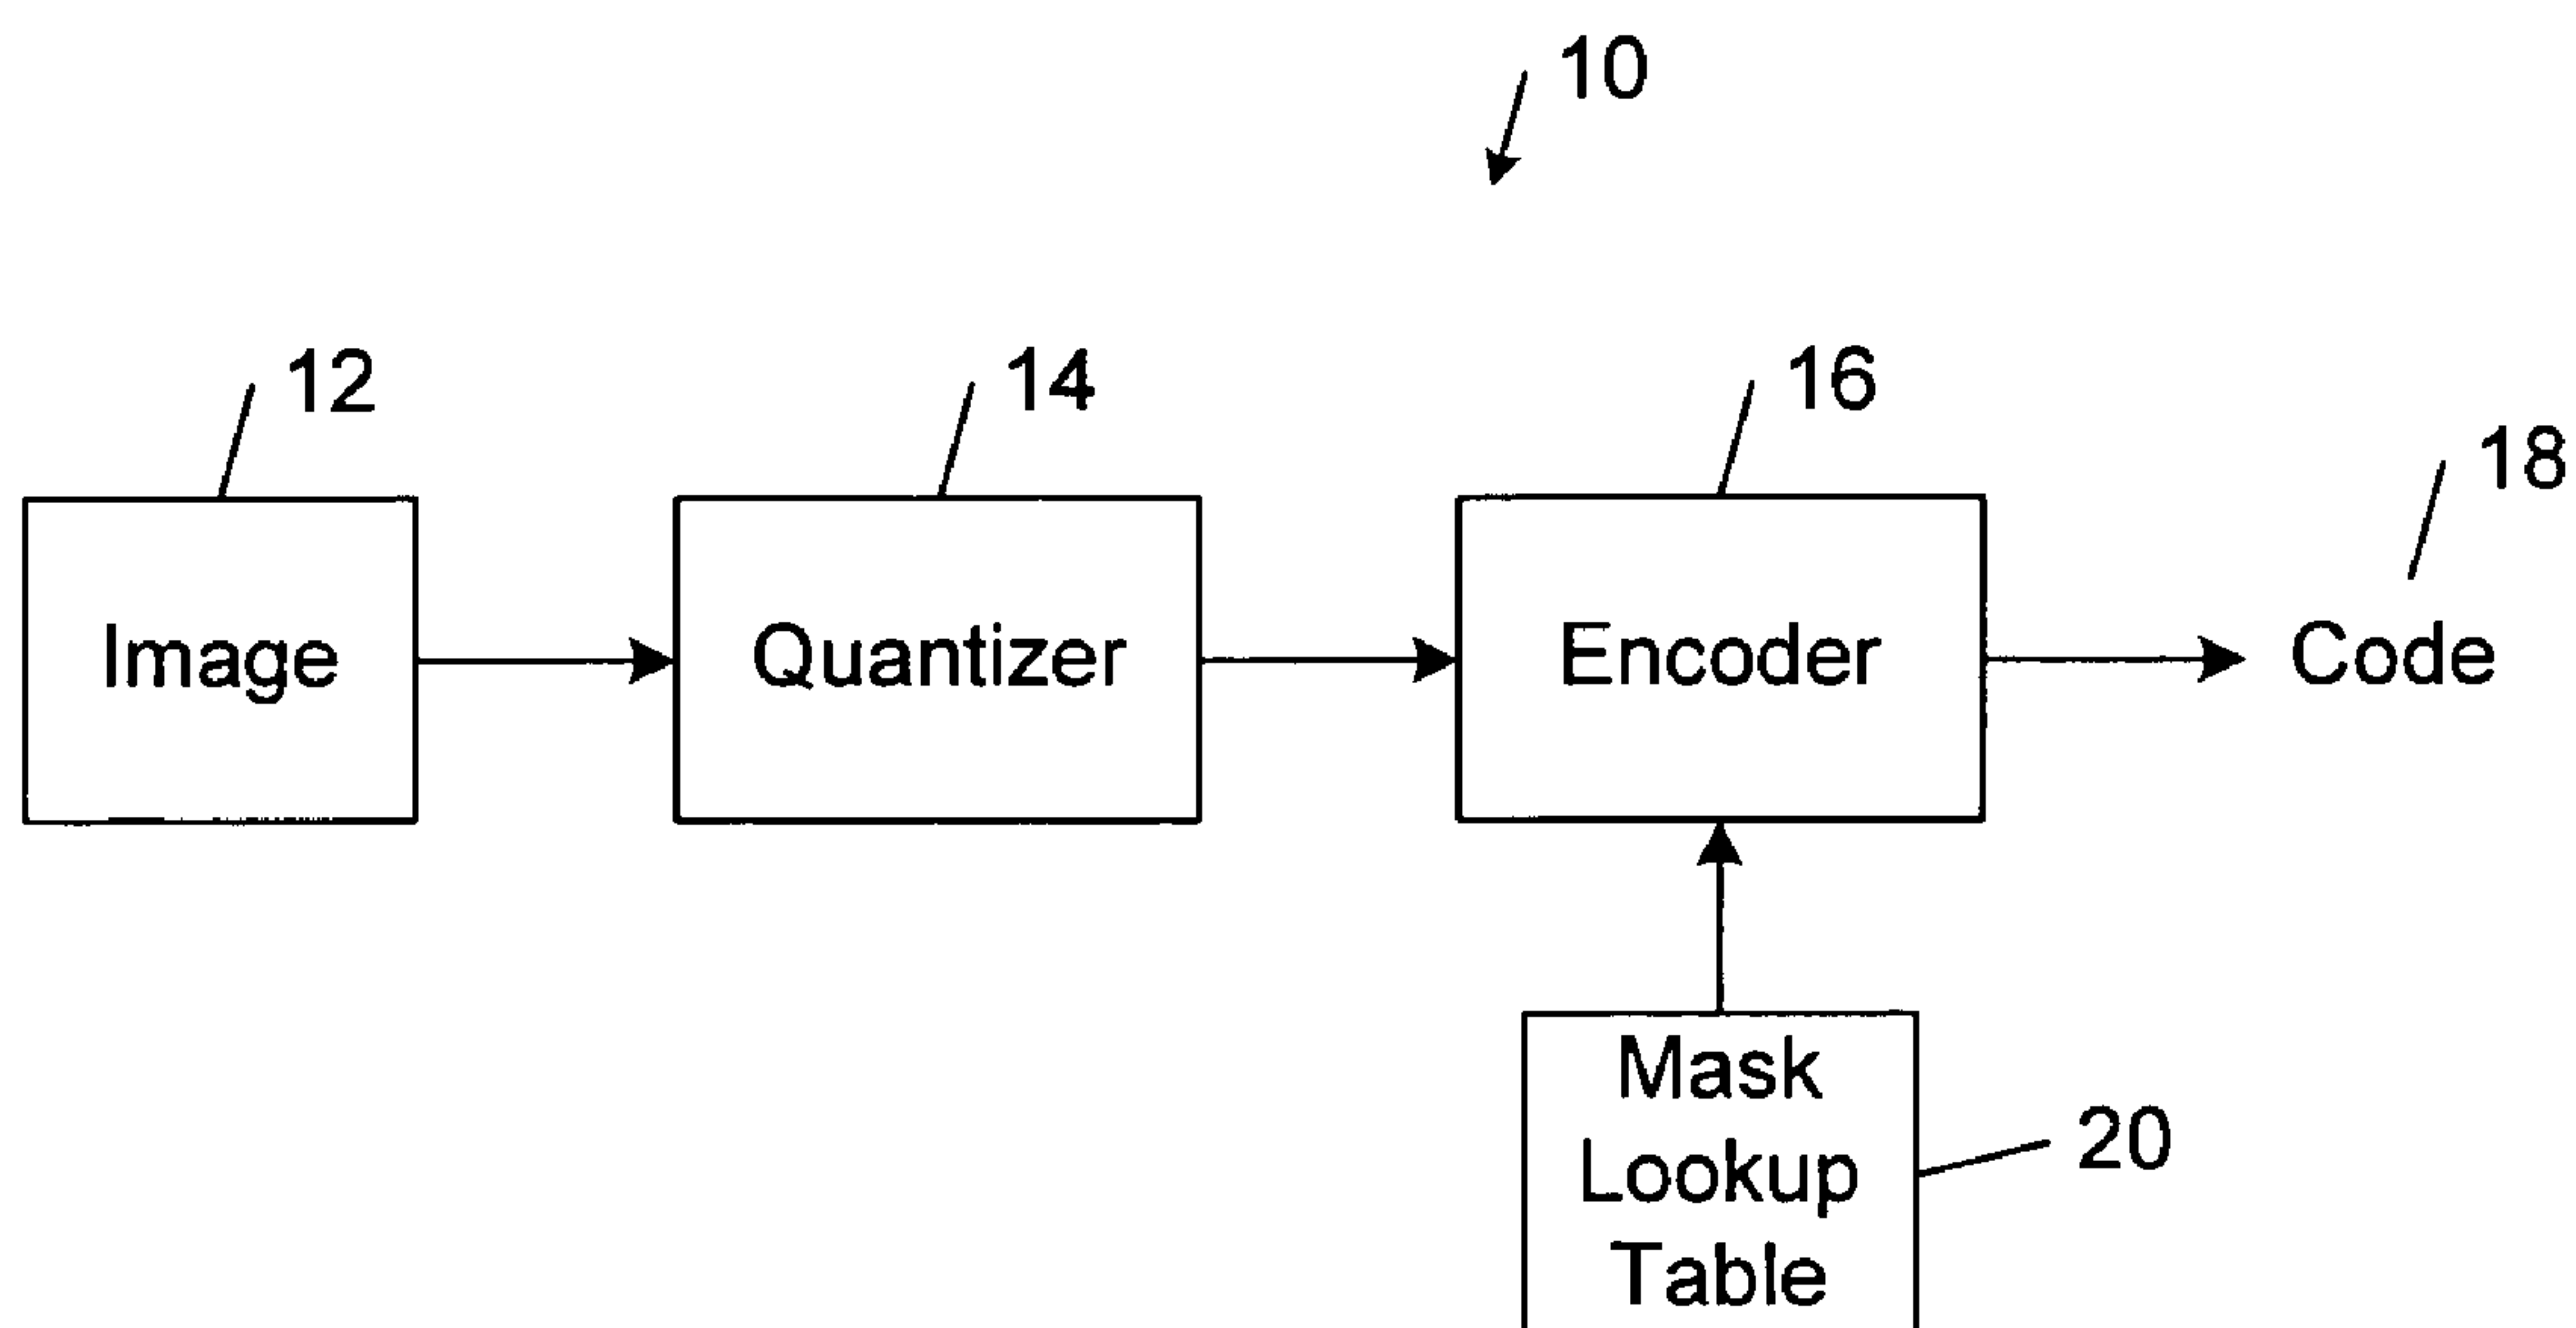 10
12
14
16
18
Image
Quantizer
Encoder
Code
Mask
Lookup
Table
20